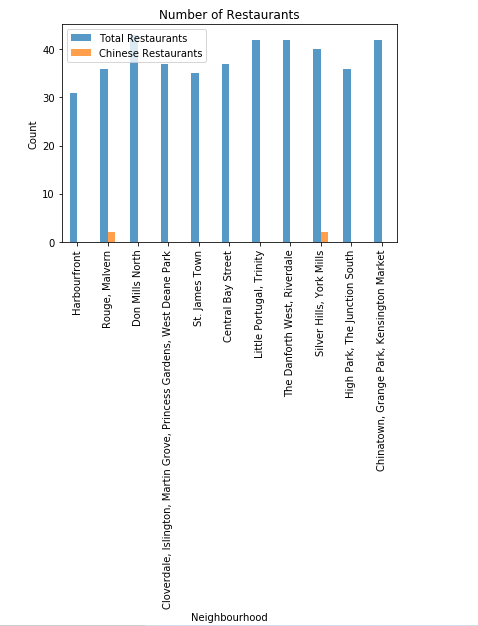 Number of Restaurants
Total Restaurants
Chinese Restaurants
40
30
20
10
0
Count
Harbourfront
Rouge, Malvern
Don Mills North
Cloverdale, Islington, Martin Grove, Princess Gardens, West Deane Park
St. James Town
Central Bay Street
Little Portugal, Trinity
The Danforth West, Riverdale
Silver Hills, York Mills
High Park, The Junction South
Chinatown, Grange Park, Kensington Market
Neighbourhood